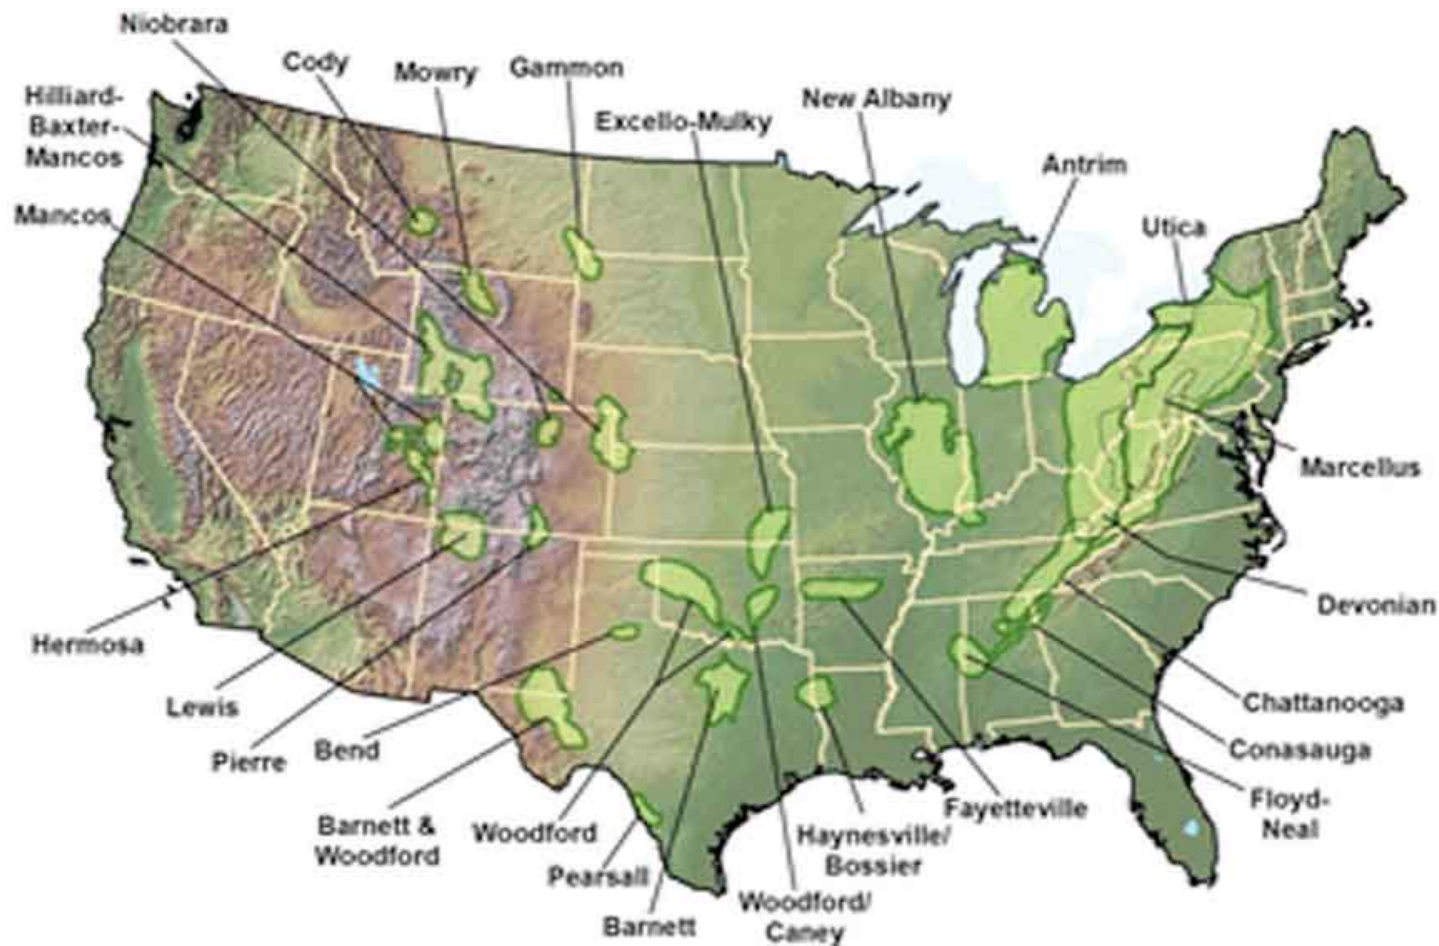 Niobrara
Cody
Mowry
Gammon
Hilliard-
Baxter-
Mancos
Excello-Mulky
New Albany
Antrim
Mancos
Utica
Marcellus
Devonian
Hermosa
Lewis
Chattanooga
Pierre
Bend
Conasauga
Barnett &
Woodford
Woodford
Pearsall
Haynesville/
Bossier
Fayetteville
Floyd-
Neal
Barnett
Woodford/
Caney